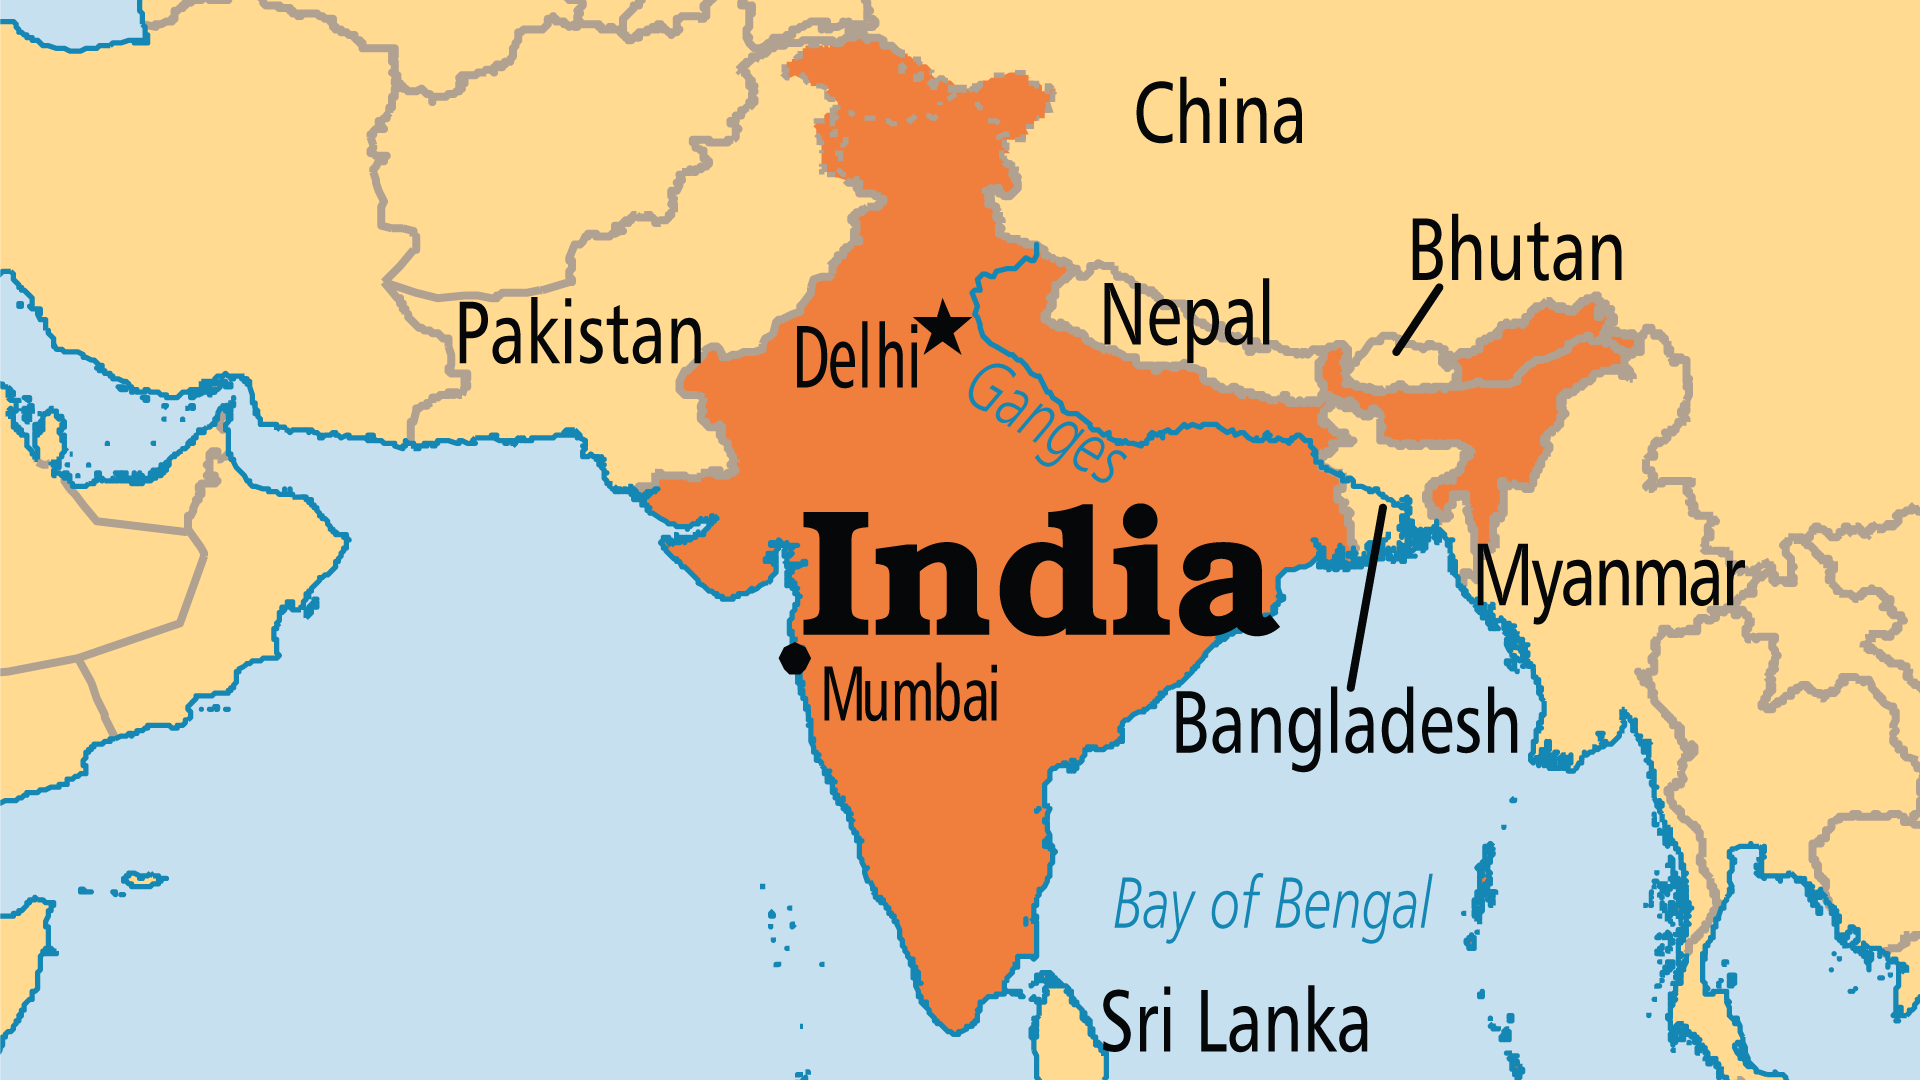 China
Bhutan
Nepal
Pakistan
Delhi
Ganges
India
Myanmar
Mumbai
Bangladesh
Bay of Bengal
Sri Lanka